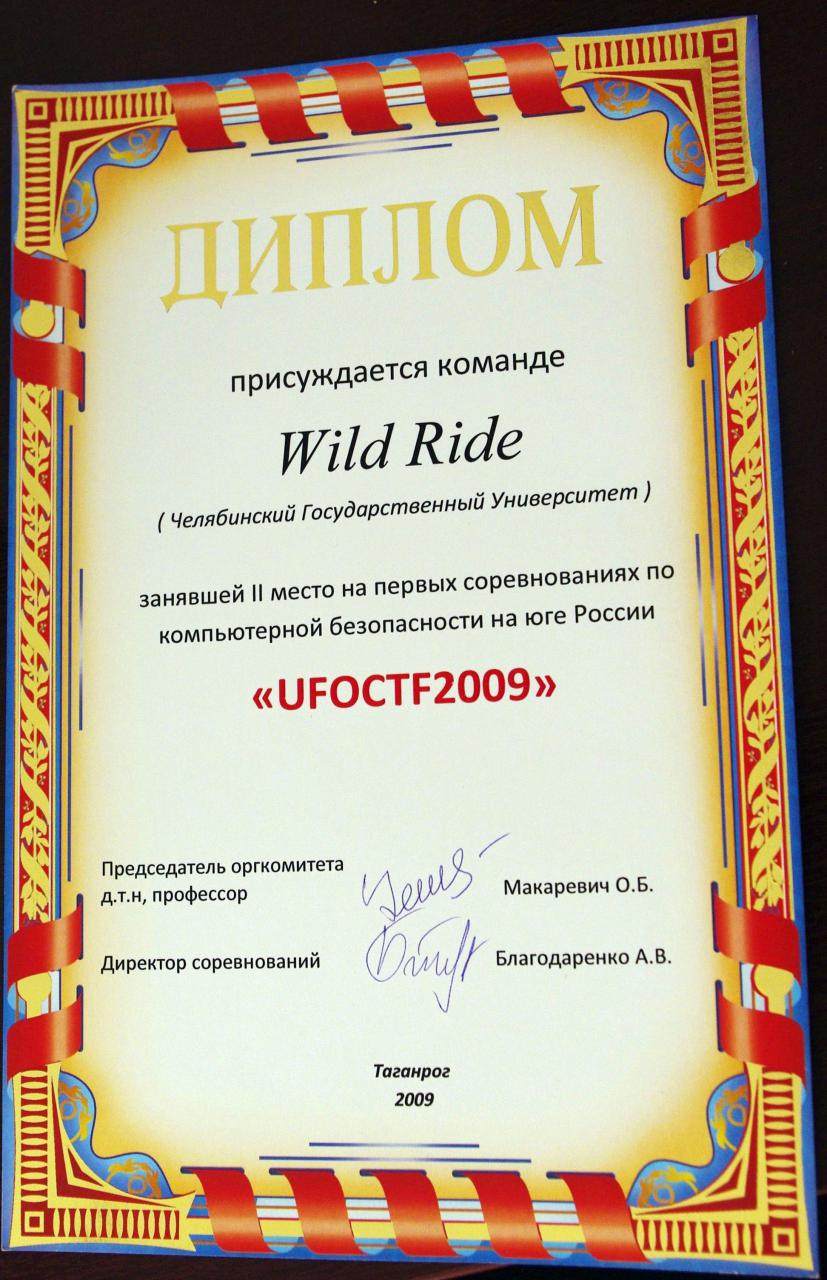 ДИПЛОМ
присуждается команде
Wild Ride
( Челябинский Государственный Университет )
занявшей II место на первых соревнованиях по
компьютерной безопасности на юге России
«UFOCTF2009»
Председатель оргкомитета
д.т.н, профессор
Макаревич О.Б.
Директор соревнований
Благодаренко А.В.
Таганрог
2009